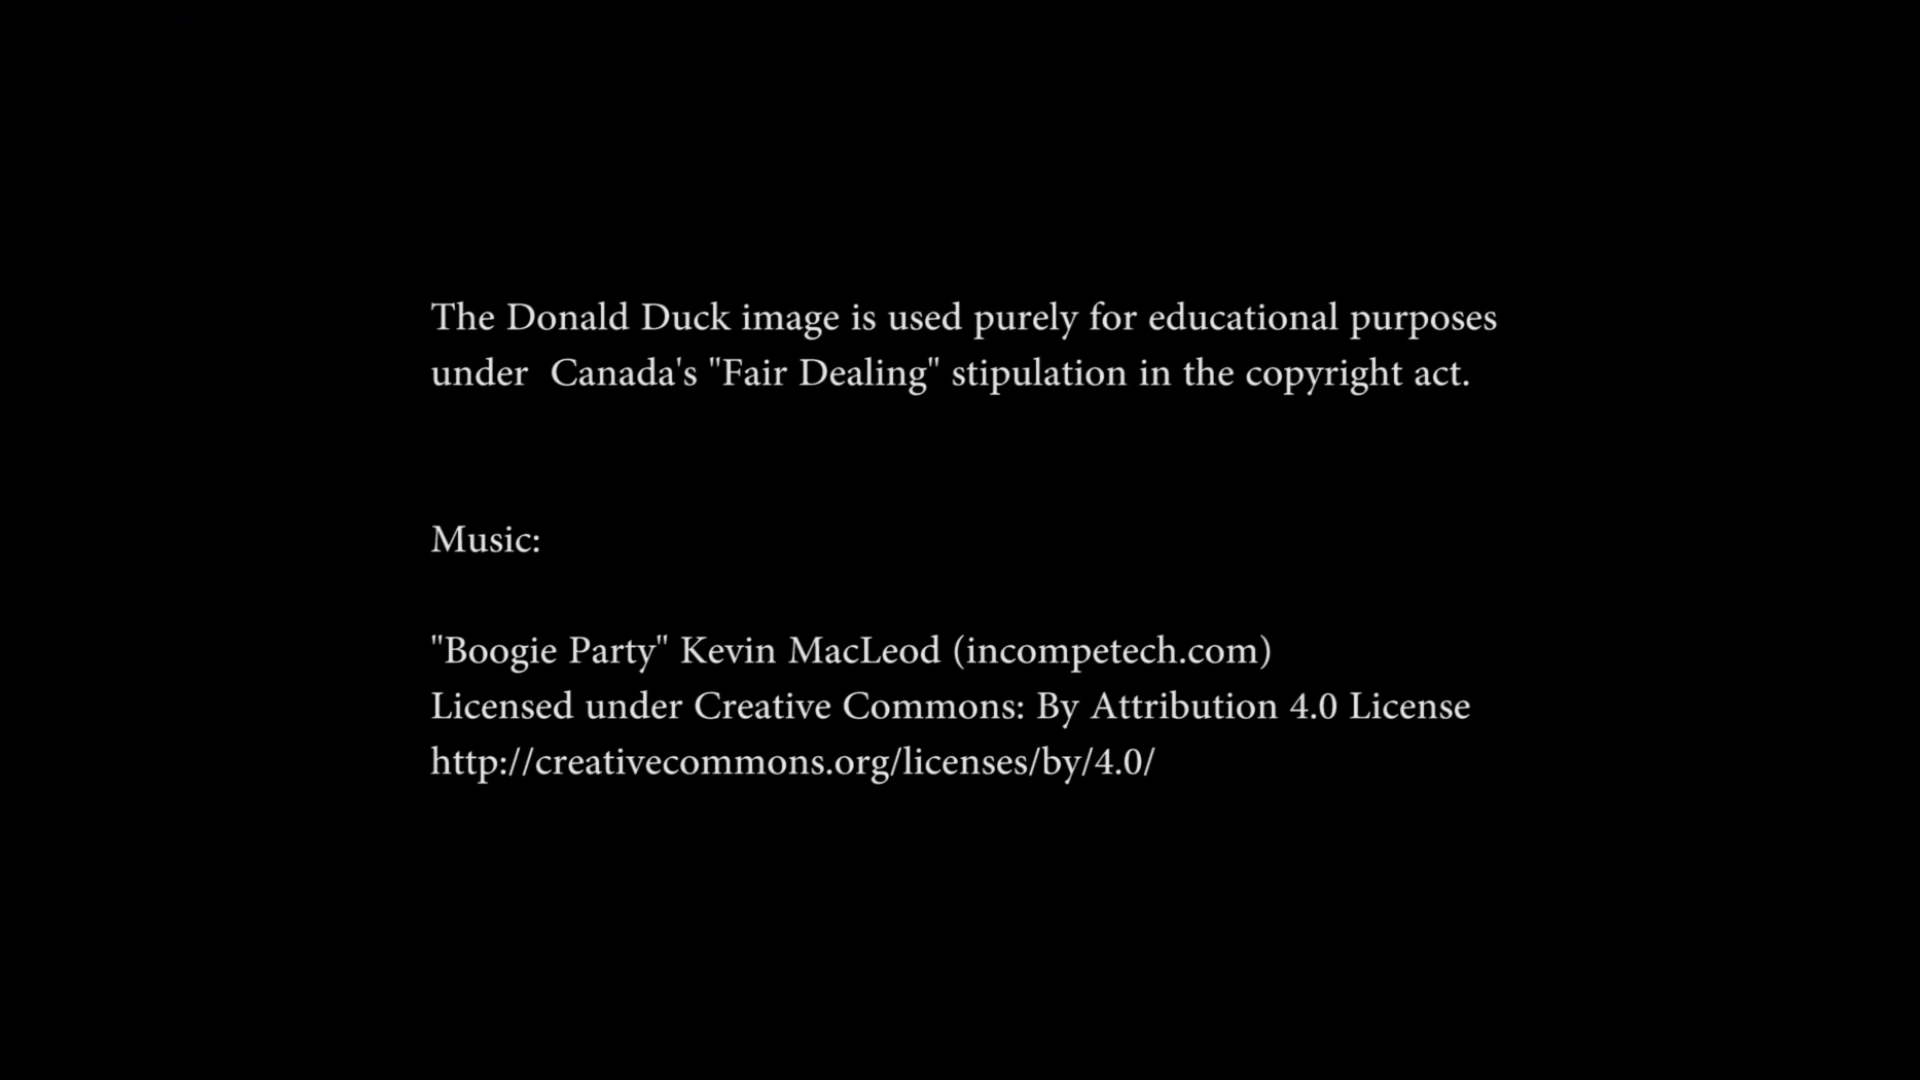 The Donald Duck image is used purely for educational purposes
under  Canada's "Fair Dealing" stipulation in the copyright act.
Music:
"Boogie Party" Kevin MacLeod (incompetech.com)
Licensed under Creative Commons: By Attribution 4.0 License
http://creativecommons.org/licenses/by/4.0/